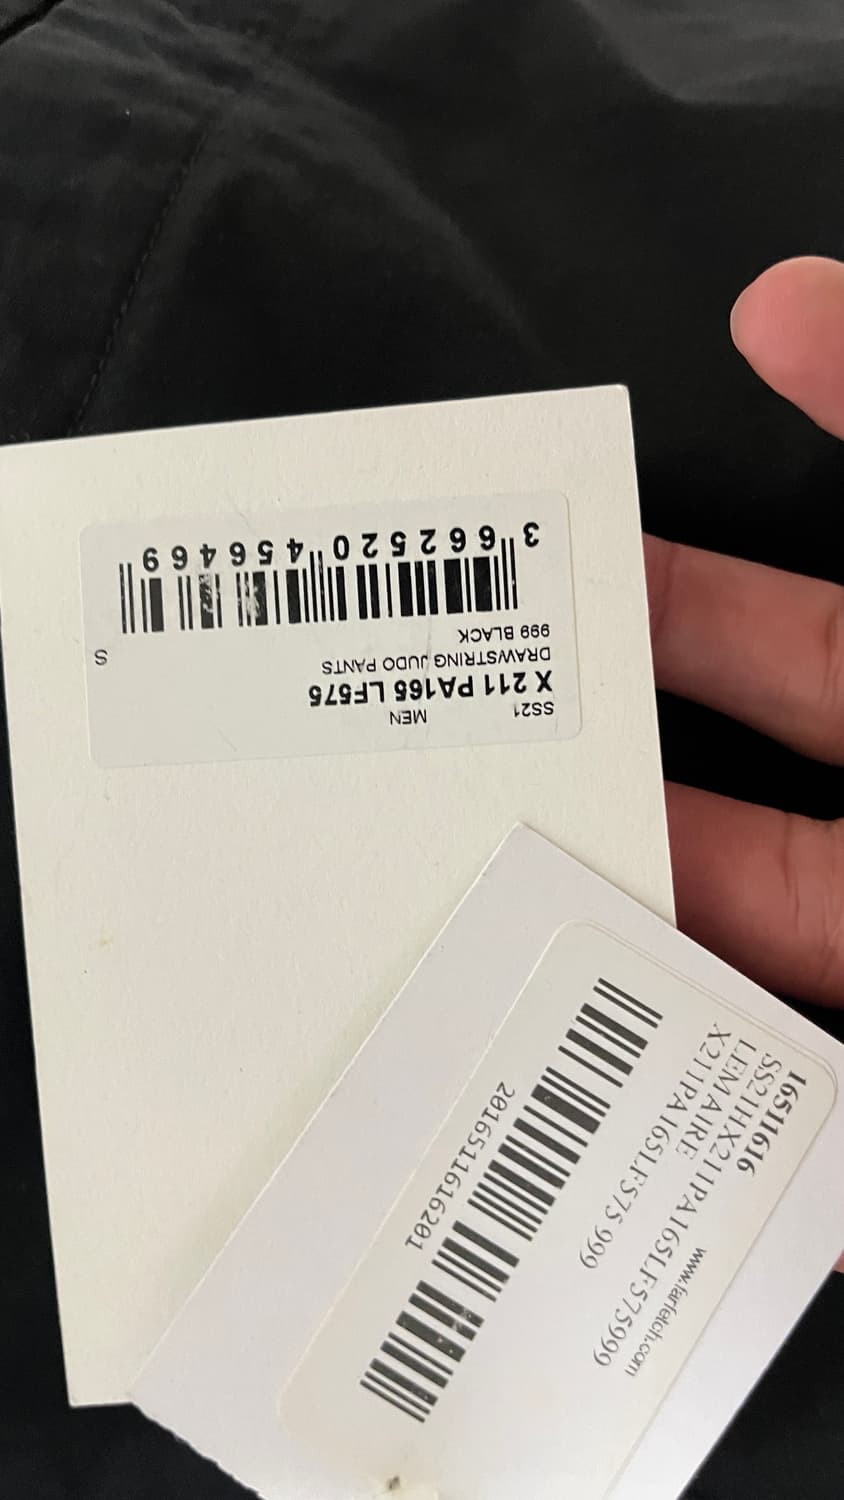 SS21 MEN
X 211 PA165 LF575
DRAWSTRING JUDO PANTS
999 BLACK
S
3 662520 456469
16511616
SS21HX211PA165LF575999
LEMAIRE
X211PA165LF575 999
www.farfetch.com
2016511616201